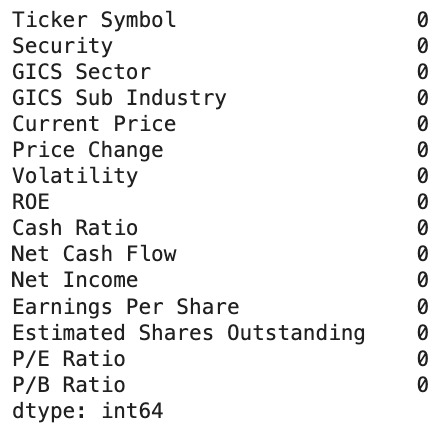 Ticker Symbol 0
Security 0
GICS Sector 0
GICS Sub Industry 0
Current Price 0
Price Change 0
Volatility 0
ROE 0
Cash Ratio 0
Net Cash Flow 0
Net Income 0
Earnings Per Share 0
Estimated Shares Outstanding 0
P/E Ratio 0
P/B Ratio 0
dtype: int64